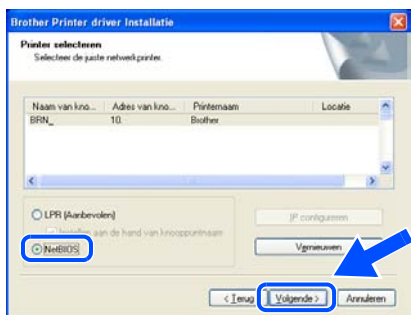 Brother Printer driver Installatie
Printer selecteren
Selecteer de juiste netwerkprinter.
Naam van kno... Adres van kno... Printernaam Locatie
BRN_ 10. Brother
LPR (Aanbevolen)
Instellen aan de hand van knooppuntnaam
NetBIOS
IP configureren
Vernieuwen
< Terug Volgende > Annuleren